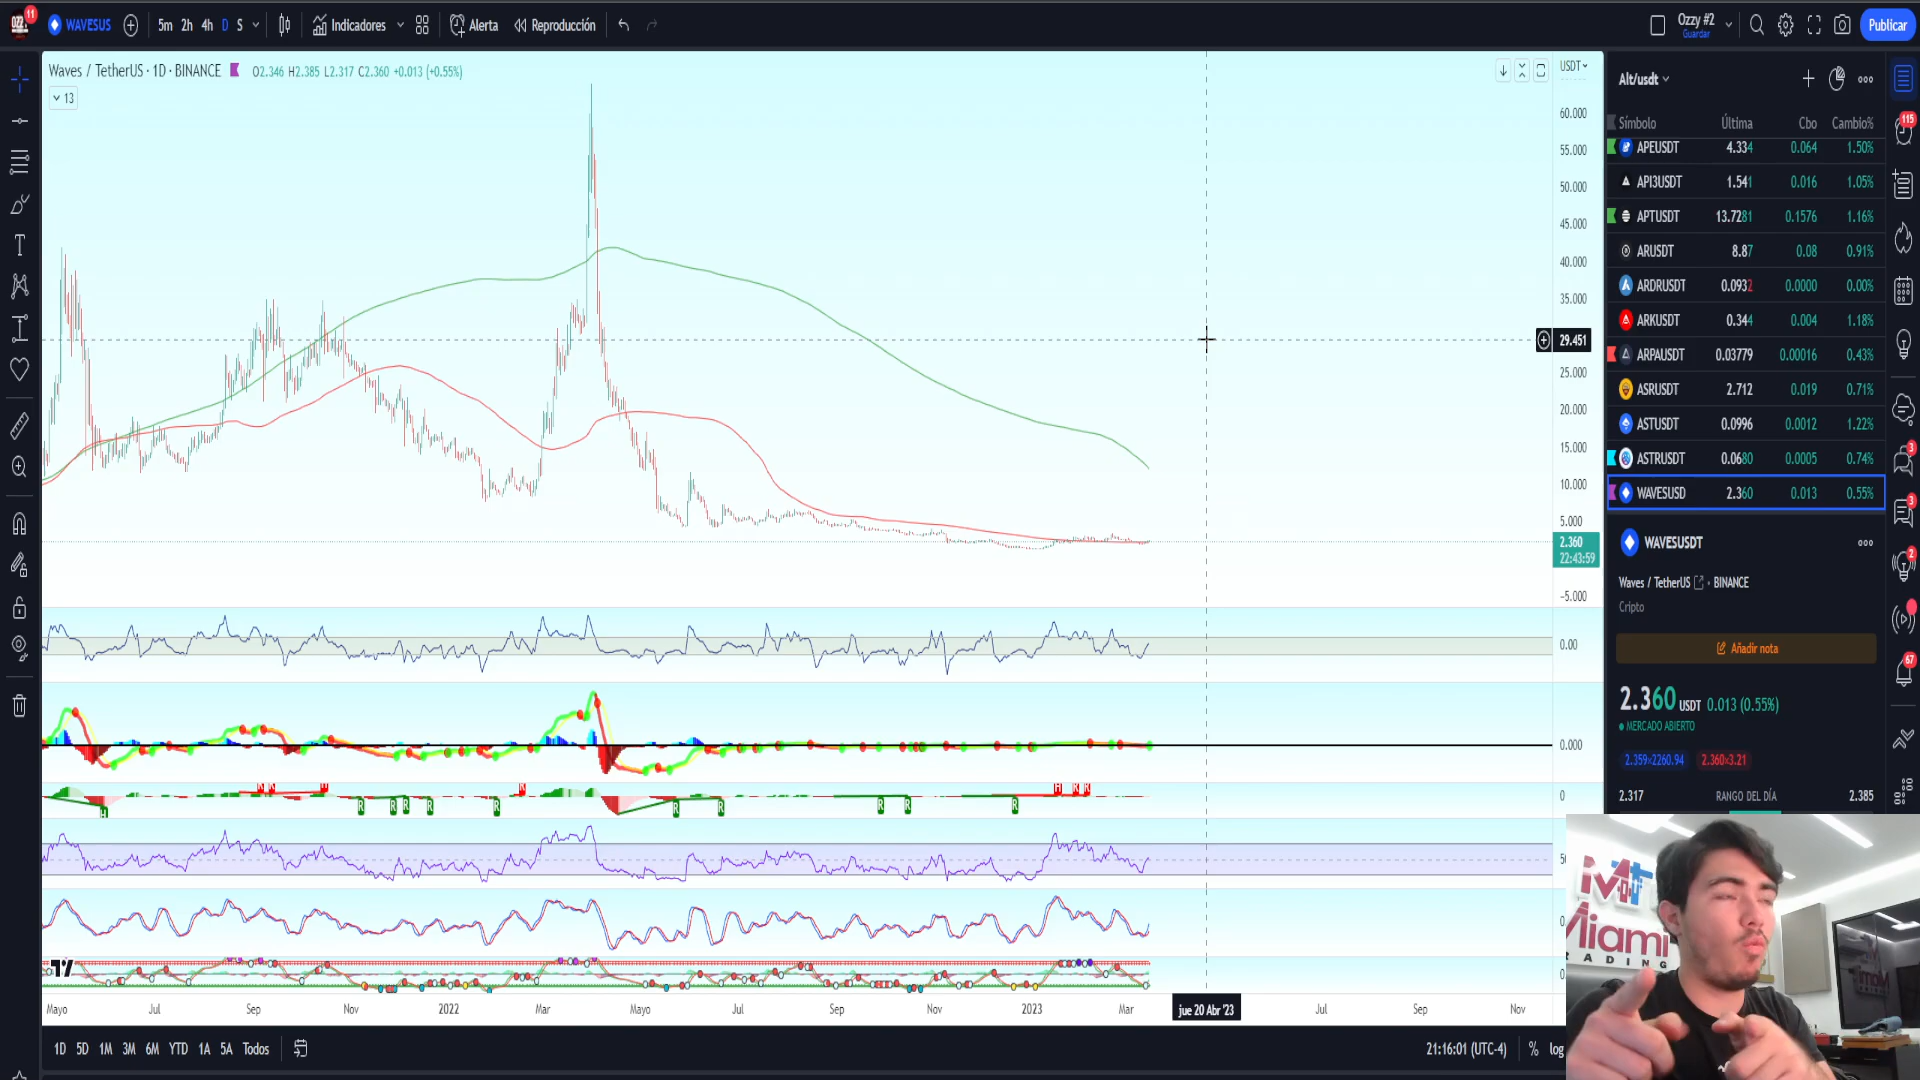 11
WAVESUS
5m 2h 4h D S
Indicadores
Alerta
Reproducción
Ozzy #2
Guardar
Publicar
Waves / TetherUS · 1D · BINANCE
O2.346 H2.385 L2.317 C2.360 +0.013 (+0.55%)
13
USDT
60.000
55.000
50.000
45.000
40.000
35.000
29.451
25.000
20.000
15.000
10.000
5.000
2.360
22:43:59
−5.000
0.00
0.000
0
Mayo Jul Sep Nov 2022 Mar Mayo Jul Sep Nov 2023 Mar jue 20 Abr '23 Jul Sep Nov
1D 5D 1M 3M 6M YTD 1A 5A Todos
21:16:01 (UTC-4) % log
Alt/usdt
Símbolo Última Cbo Cambio%
APEUSDT 4.334 0.064 1.50%
API3USDT 1.541 0.016 1.05%
APTUSDT 13.7281 0.1576 1.16%
ARUSDT 8.87 0.08 0.91%
ARDRUSDT 0.0932 0.0000 0.00%
ARKUSDT 0.344 0.004 1.18%
ARPAUSDT 0.03779 0.00016 0.43%
ASRUSDT 2.712 0.019 0.71%
ASTUSDT 0.0996 0.0012 1.22%
ASTRUSDT 0.0680 0.0005 0.74%
WAVESUSD 2.360 0.013 0.55%
WAVESUSDT
Waves / TetherUS · BINANCE
Cripto
Añadir nota
2.360 USDT 0.013 (0.55%)
MERCADO ABIERTO
2.359×2260.94 2.360×3.21
2.317 RANGO DEL DÍA 2.385
115
3
3
2
67
Miami
RADING